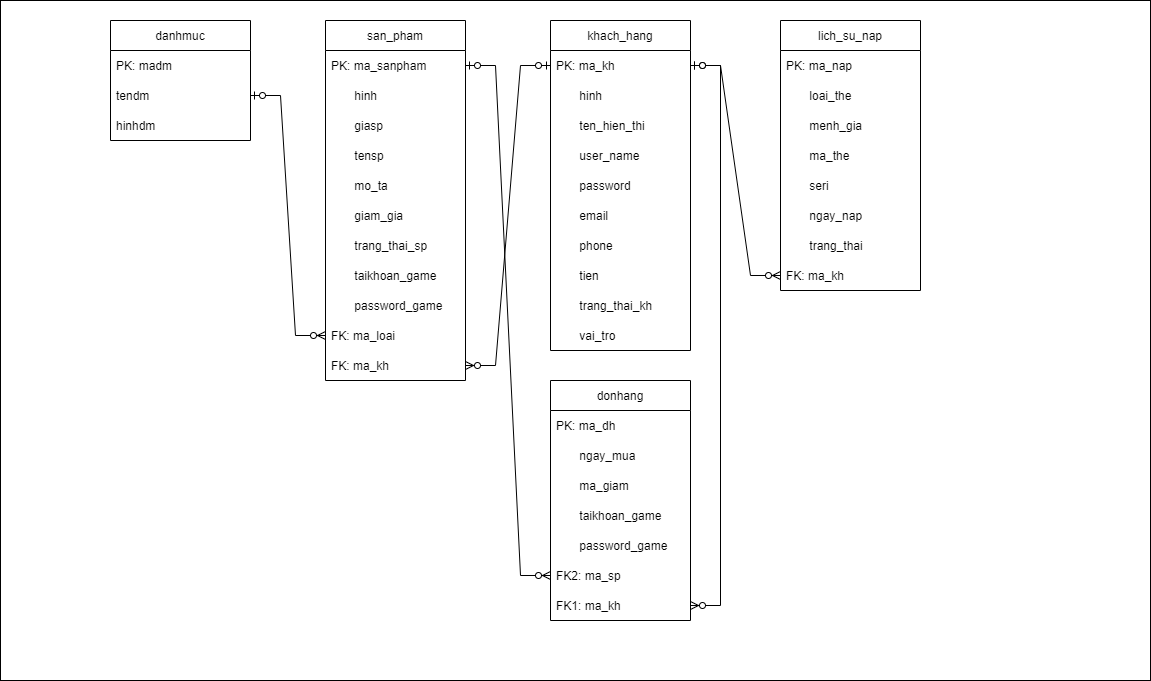 danhmuc
PK: madm
tendm
hinhdm
san_pham
PK: ma_sanpham
hinh
giasp
tensp
mo_ta
giam_gia
trang_thai_sp
taikhoan_game
password_game
FK: ma_loai
FK: ma_kh
khach_hang
PK: ma_kh
hinh
ten_hien_thi
user_name
password
email
phone
tien
trang_thai_kh
vai_tro
lich_su_nap
PK: ma_nap
loai_the
menh_gia
ma_the
seri
ngay_nap
trang_thai
FK: ma_kh
donhang
PK: ma_dh
ngay_mua
ma_giam
taikhoan_game
password_game
FK2: ma_sp
FK1: ma_kh